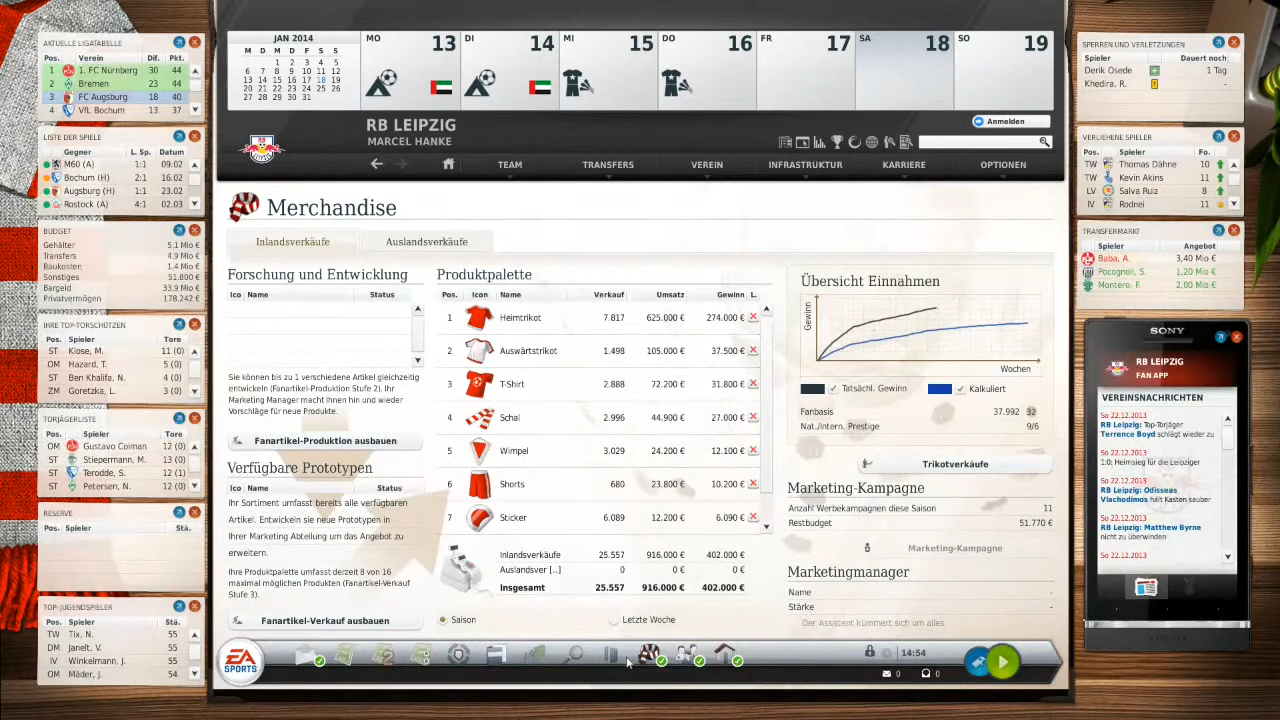 AKTUELLE LIGATABELLE
Pos. Verein Dif. Pkt.
1 1. FC Nürnberg 30 44
2 Bremen 23 44
3 FC Augsburg 18 40
4 VfL Bochum 13 37
LISTE DER SPIELE
Gegner L. Sp. Datum
M60 (A) 1:1 09.02
Bochum (H) 2:1 16.02
Augsburg (H) 1:1 23.02
Rostock (A) 4:1 02.03
BUDGET
Gehälter 5.1 Mio €
Transfers 4.9 Mio €
Baukosten 1.4 Mio €
Sonstiges 51.800 €
Bargeld 33.9 Mio €
Privatvermögen 178.242 €
IHRE TOP-TORSCHÜTZEN
Pos. Spieler Tore
ST Klose, M. 11 (0)
OM Hazard, T. 5 (0)
ST Ben Khalifa, N. 4 (0)
ZM Goretzka, L. 3 (0)
TORJÄGERLISTE
Pos. Spieler Tore
OM Gustavo Colman 12 (0)
ST Stiepermann, M. 13 (0)
ST Terodde, S. 12 (1)
ST Petersen, N. 12 (0)
RESERVE
Pos. Spieler Stä.
TOP-JUGENDSPIELER
Pos. Spieler Stä.
TW Tix, N. 55
DM Janelt, V. 55
IV Winkelmann, J. 55
OM Mäder, J. 54
JAN 2014
M D M D F S S
1 2 3 4 5
6 7 8 9 10 11 12
13 14 15 16 17 18 19
20 21 22 23 24 25 26
27 28 29 30 31
MO 13
DI 14
MI 15
DO 16
FR 17
SA 18
SO 19
RB LEIPZIG
MARCEL HANKE
Anmelden
TEAM TRANSFERS VEREIN INFRASTRUKTUR KARRIERE OPTIONEN
Merchandise
Inlandsverkäufe Auslandsverkäufe
Forschung und Entwicklung
Ico Name Status
Sie können bis zu 1 verschiedene Artikel gleichzeitig
entwickeln (Fanartikel-Produktion Stufe 2). Ihr
Marketing Manager macht Ihnen hin und wieder
Vorschläge für neue Produkte.
Fanartikel-Produktion ausbauen
Verfügbare Prototypen
Ico Name Status
Ihr Sortiment umfasst bereits alle verfügbaren
Artikel. Entwickeln sie neue Prototypen in
Ihrer Marketing Abteilung um das Angebot zu
erweitern.
Ihre Produktpalette umfasst derzeit 8 von 16
maximal möglichen Produkten (Fanartikel-Verkauf
Stufe 3).
Fanartikel-Verkauf ausbauen
Produktpalette
Pos. Icon Name Verkauf Umsatz Gewinn L.
1 Heimtrikot 7.817 625.000 € 274.000 €
2 Auswärtstrikot 1.498 105.000 € 37.500 €
3 T-Shirt 2.888 72.200 € 31.800 €
4 Schal 2.996 44.900 € 27.000 €
5 Wimpel 3.029 24.200 € 12.100 €
6 Shorts 680 23.800 € 10.200 €
7 Sticker 6.089 12.200 € 6.090 €
Inlandsverkäufe 25.557 916.000 € 402.000 €
Auslandsver [..] 0 0 € 0 €
Insgesamt 25.557 916.000 € 402.000 €
Saison Letzte Woche
Übersicht Einnahmen
Gewinn
Wochen
Tatsächl. Gewinn Kalkuliert
Fanbasis 37.992 32
Nat./Intern. Prestige 9/6
Trikotverkäufe
Marketing-Kampagne
Anzahl Werbekampagnen diese Saison 11
Restbudget 51.770 €
Marketing-Kampagne
Marketingmanager
Name -
Stärke -
Der Assistent kümmert sich um alles.
EA
SPORTS
14:54
0 0
SPERREN UND VERLETZUNGEN
Spieler Dauert noch
Derik Osede 1 Tag
Khedira, R. -
VERLIEHENE SPIELER
Pos. Spieler Fo.
TW Thomas Dähne 10
TW Kevin Akins 11
LV Salva Ruiz 8
IV Rodnei 11
TRANSFERMARKT
Spieler Angebot
Baba, A. 3,40 Mio €
Pocognoli, S. 1,20 Mio €
Montero, F. 2,00 Mio €
SONY
RB LEIPZIG
FAN APP
VEREINSNACHRICHTEN
So 22.12.2013
RB Leipzig: Top-Torjäger
Terrence Boyd schlägt wieder zu
So 22.12.2013
1:0: Heimsieg für die Leipziger
So 22.12.2013
RB Leipzig: Odisseas
Vlachodimos hält Kasten sauber
So 22.12.2013
RB Leipzig: Matthew Byrne
nicht zu überwinden
So 22.12.2013